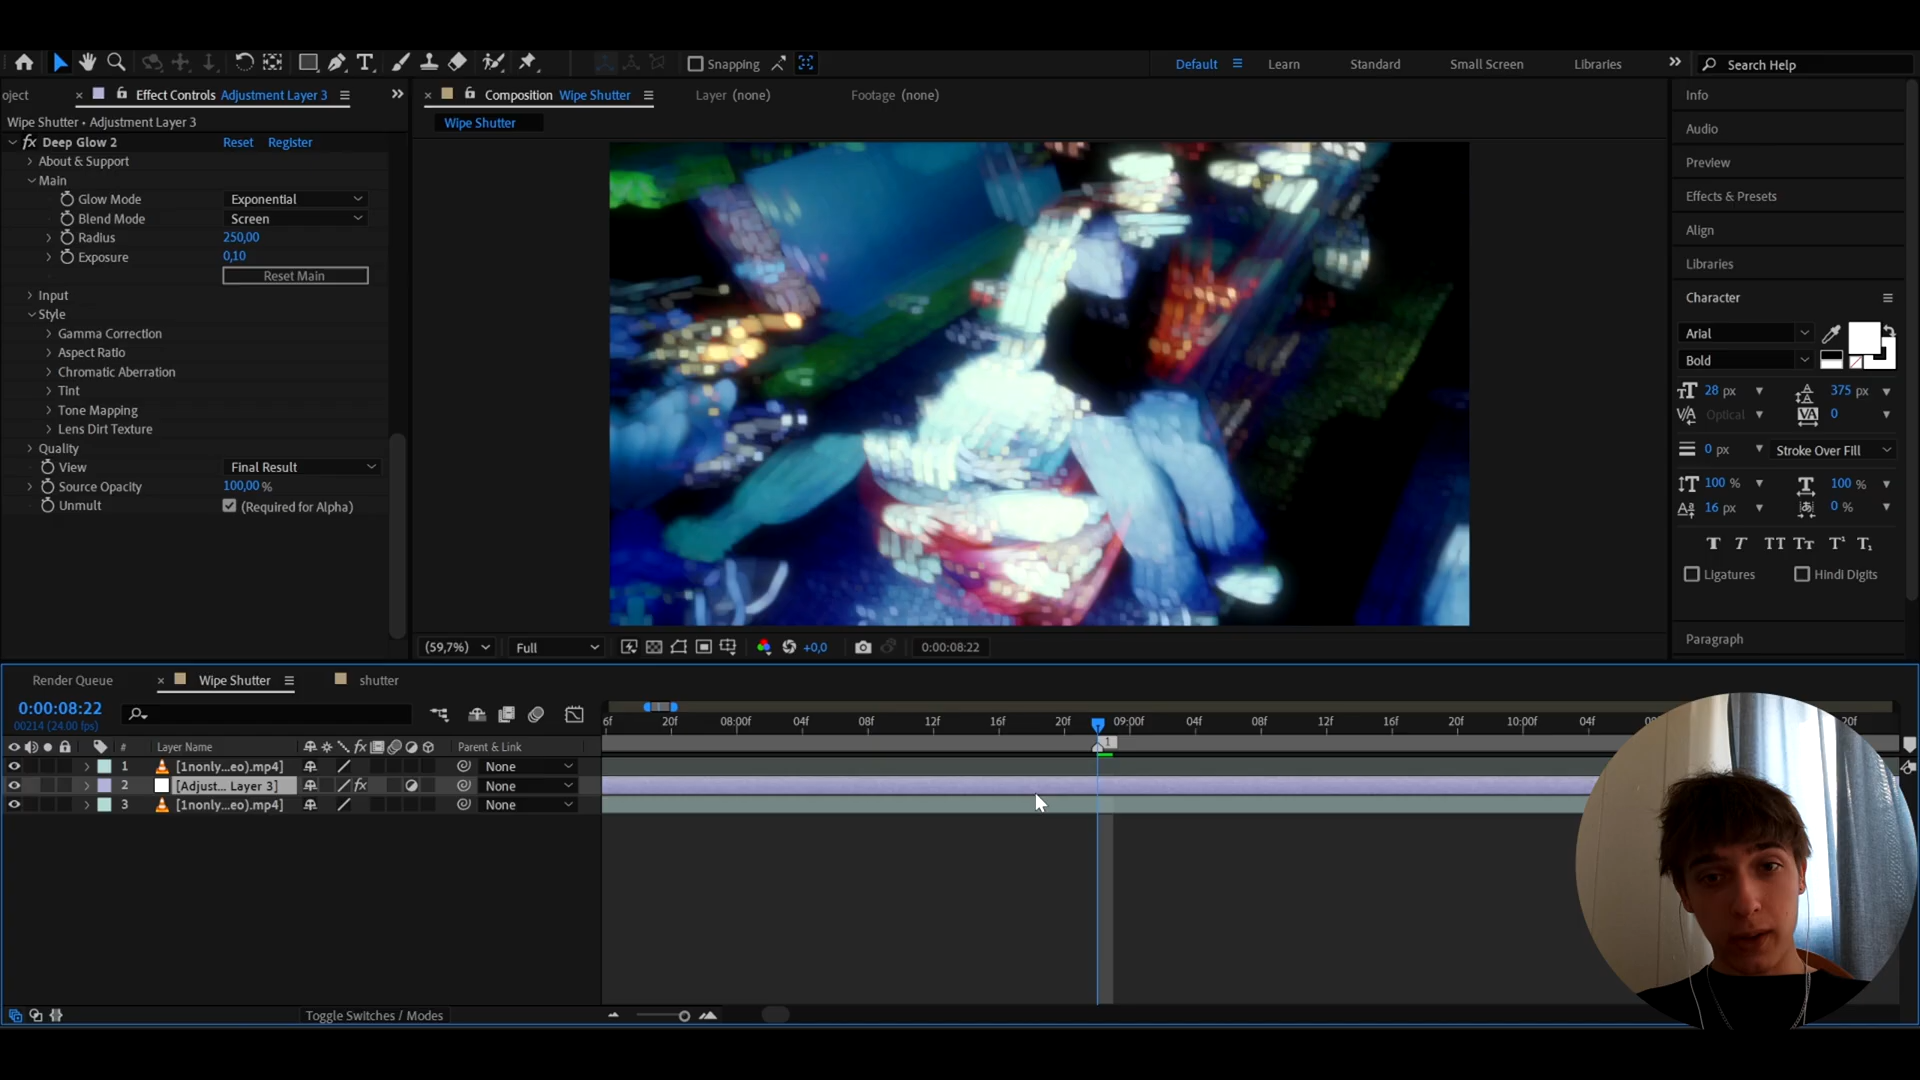 Snapping
Default
Learn
Standard
Small Screen
Libraries
Search Help
oject
Effect Controls Adjustment Layer 3
Composition Wipe Shutter
Layer (none)
Footage (none)
Wipe Shutter • Adjustment Layer 3
Wipe Shutter
fx Deep Glow 2
Reset
Register
About & Support
Main
Glow Mode
Exponential
Blend Mode
Screen
Radius
250,00
Exposure
0,10
Reset Main
Input
Style
Gamma Correction
Aspect Ratio
Chromatic Aberration
Tint
Tone Mapping
Lens Dirt Texture
Quality
View
Final Result
Source Opacity
100,00 %
Unmult
(Required for Alpha)
Info
Audio
Preview
Effects & Presets
Align
Libraries
Character
Arial
Bold
28 px
375 px
Optical
0
0 px
Stroke Over Fill
100 %
100 %
16 px
0 %
Ligatures
Hindi Digits
Paragraph
(59,7%)
Full
+0,0
0:00:08:22
Render Queue
Wipe Shutter
shutter
0:00:08:22
00214 (24.00 fps)
6f
20f
08:00f
04f
08f
12f
16f
20f
09:00f
04f
08f
12f
16f
20f
10:00f
04f
20f
1
#
Layer Name
fx
Parent & Link
1
[1nonly...eo).mp4]
None
2
[Adjust... Layer 3]
fx
None
3
[1nonly...eo).mp4]
None
Toggle Switches / Modes